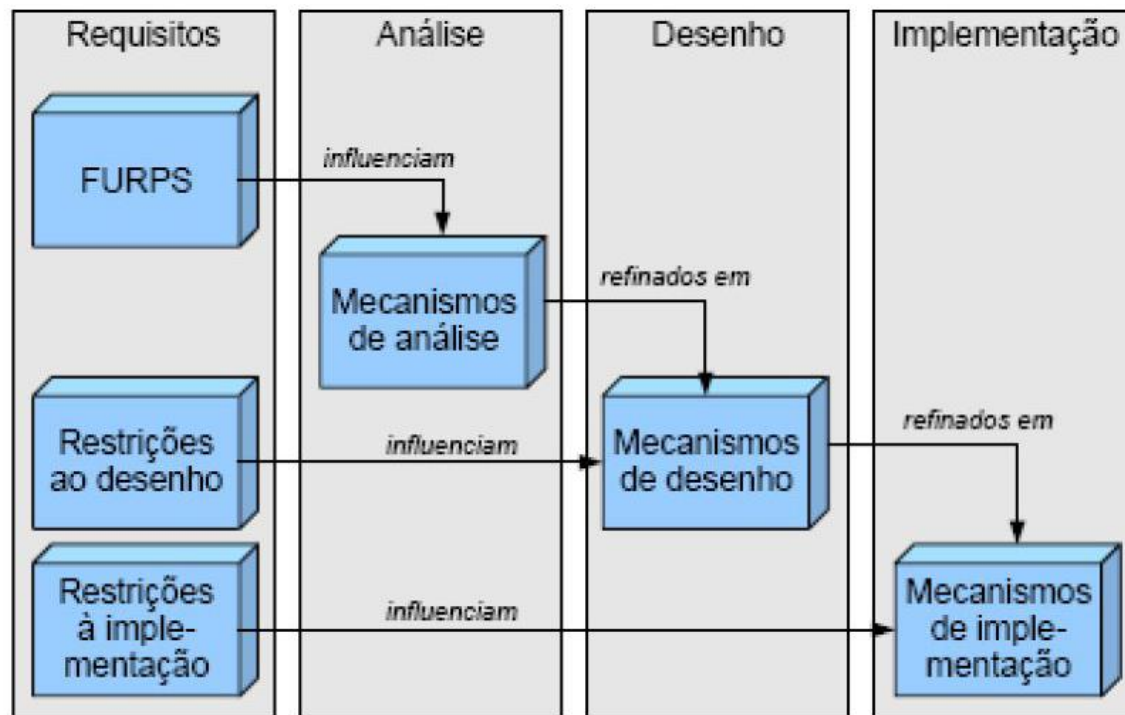 Requisitos
Análise
Desenho
Implementação
FURPS
influenciam
Mecanismos
de análise
refinados em
Restrições
ao desenho
influenciam
Mecanismos
de desenho
refinados em
Restrições
à imple-
mentação
influenciam
Mecanismos
de imple-
mentação